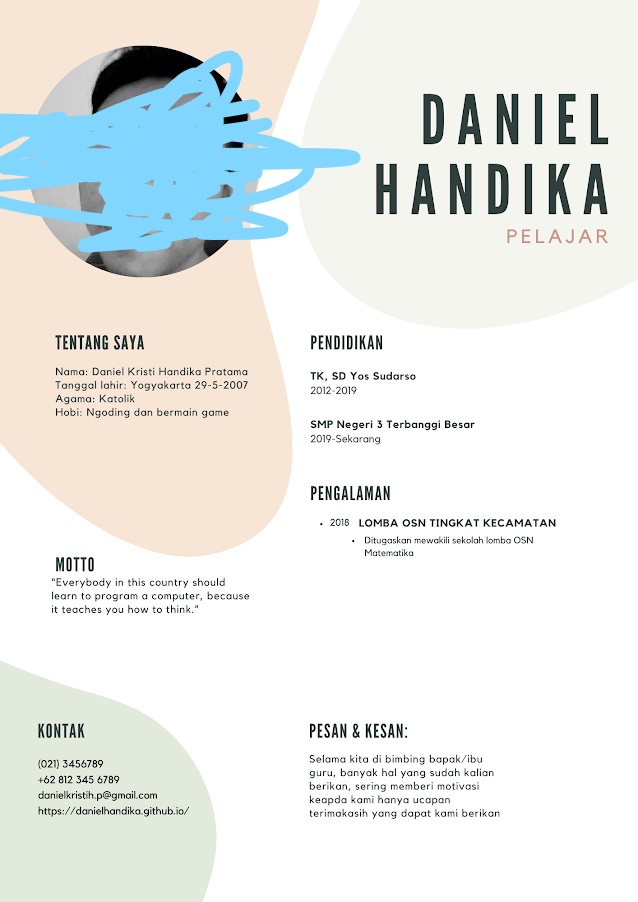 DANIEL
HANDIKA
PELAJAR
TENTANG SAYA
Nama: Daniel Kristi Handika Pratama
Tanggal lahir: Yogyakarta 29-5-2007
Agama: Katolik
Hobi: Ngoding dan bermain game
MOTTO
“Everybody in this country should
learn to program a computer, because
it teaches you how to think.”
PENDIDIKAN
TK, SD Yos Sudarso
2012-2019
SMP Negeri 3 Terbanggi Besar
2019-Sekarang
PENGALAMAN
• 2018 LOMBA OSN TINGKAT KECAMATAN
• Ditugaskan mewakili sekolah lomba OSN
Matematika
KONTAK
(021) 3456789
+62 812 345 6789
danielkristih.p@gmail.com
https://danielhandika.github.io/
PESAN & KESAN:
Selama kita di bimbing bapak/ibu
guru, banyak hal yang sudah kalian
berikan, sering memberi motivasi
keapda kami hanya ucapan
terimakasih yang dapat kami berikan